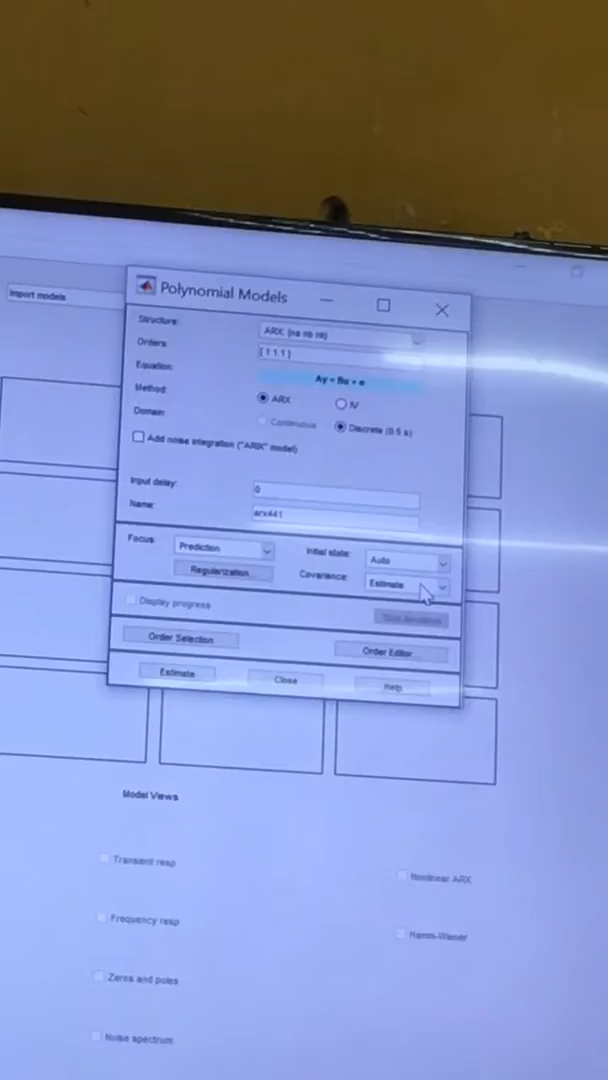 Import models
Polynomial Models
Structure:
ARX: [na nb nk]
Orders:
[1 1 1]
Equation:
Ay = Bu + e
Method:
ARX
IV
Domain:
Continuous
Discrete (0.5 s)
Add noise integration ("ARIX" model)
Input delay:
0
Name:
arx441
Focus:
Prediction
Initial state:
Auto
Regularization...
Covariance:
Estimate
Display progress
Order Selection
Order Editor...
Estimate
Close
Help
Model Views
Transient resp
Nonlinear ARX
Frequency resp
Hamm-Wiener
Zeros and poles
Noise spectrum